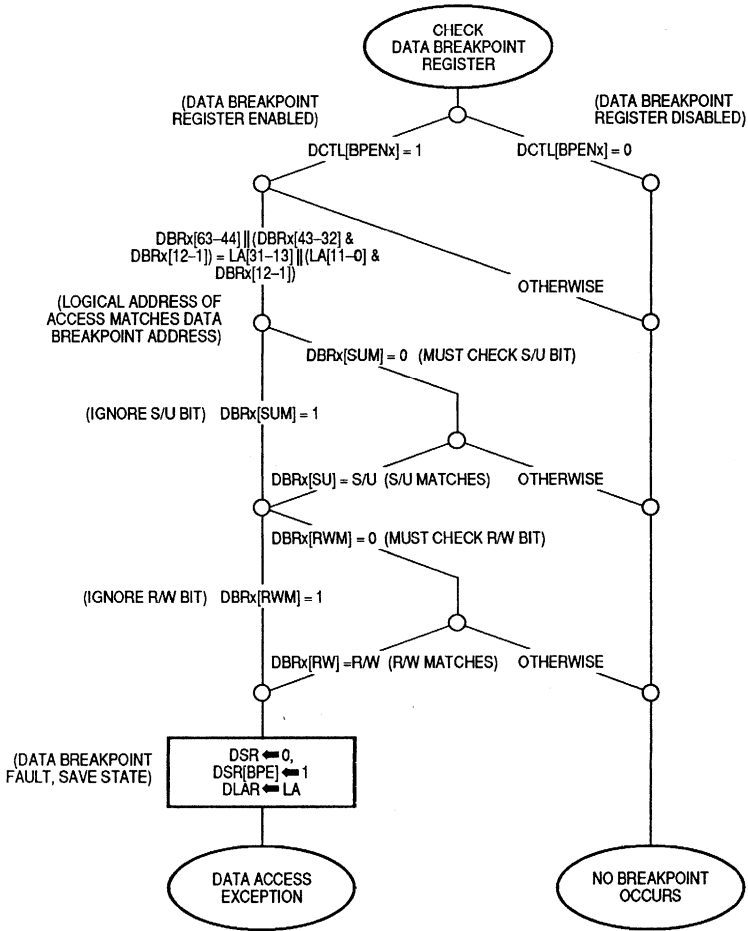 CHECK
DATA BREAKPOINT
REGISTER
(DATA BREAKPOINT
REGISTER ENABLED)
(DATA BREAKPOINT
REGISTER DISABLED)
DCTL[BPENx] = 1
DCTL[BPENx] = 0
DBRx[63–44] || (DBRx[43–32] &
DBRx[12–1]) = LA[31–13] || (LA[11–0] &
DBRx[12–1])
OTHERWISE
(LOGICAL ADDRESS OF
ACCESS MATCHES DATA
BREAKPOINT ADDRESS)
DBRx[SUM] = 0 (MUST CHECK S/U BIT)
(IGNORE S/U BIT) DBRx[SUM] = 1
DBRx[SU] = S/U (S/U MATCHES)
OTHERWISE
DBRx[RWM] = 0 (MUST CHECK R/W BIT)
(IGNORE R/W BIT) DBRx[RWM] = 1
DBRx[RW] =R/W (R/W MATCHES)
OTHERWISE
(DATA BREAKPOINT
FAULT, SAVE STATE)
DSR ⬅ 0,
DSR[BPE] ⬅ 1
DLAR ⬅ LA
DATA ACCESS
EXCEPTION
NO BREAKPOINT
OCCURS